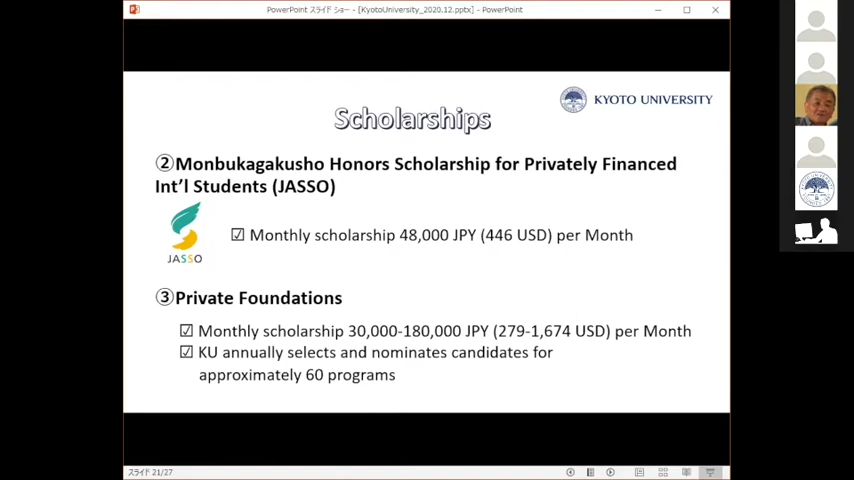 PowerPoint スライド ショー - [KyotoUniversity_2020.12.pptx] - PowerPoint
KYOTO UNIVERSITY
Scholarships
②Monbukagakusho Honors Scholarship for Privately Financed
Int'l Students (JASSO)
JASSO
☑ Monthly scholarship 48,000 JPY (446 USD) per Month
③Private Foundations
☑ Monthly scholarship 30,000-180,000 JPY (279-1,674 USD) per Month
☑ KU annually selects and nominates candidates for
approximately 60 programs
スライド 21/27